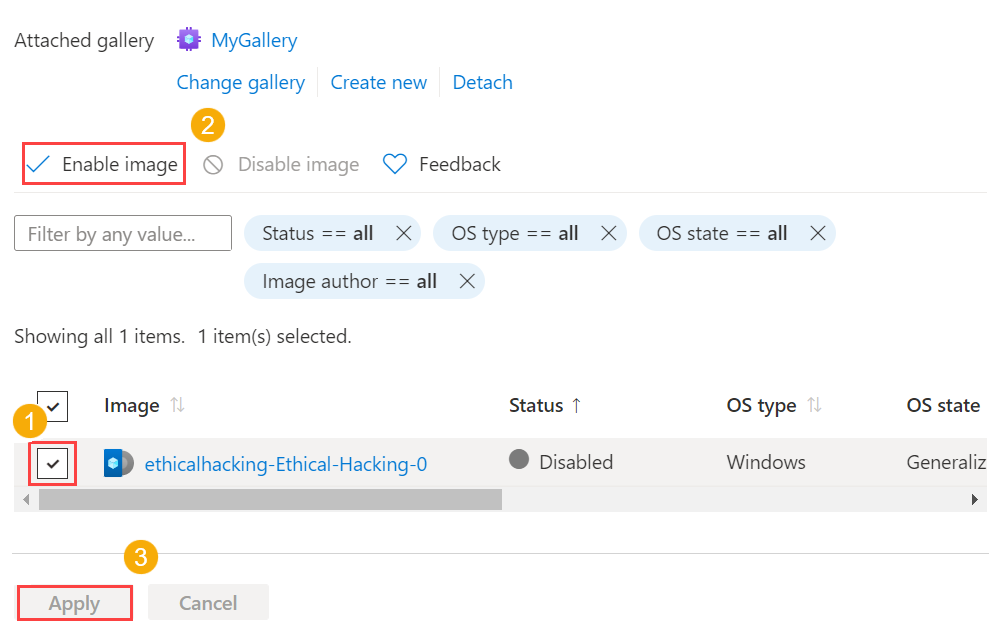 Attached gallery MyGallery
Change gallery Create new Detach
2
Enable image Disable image Feedback
Filter by any value... Status == all OS type == all OS state == all
Image author == all
Showing all 1 items. 1 item(s) selected.
Image Status OS type OS state
1
ethicalhacking-Ethical-Hacking-0 Disabled Windows Generaliz
3
Apply Cancel